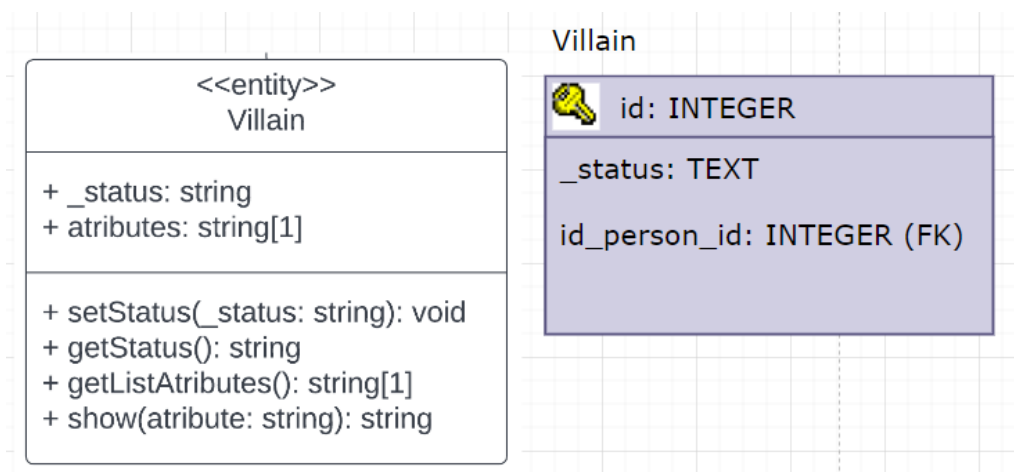 <<entity>>
Villain
+ _status: string
+ atributes: string[1]
+ setStatus(_status: string): void
+ getStatus(): string
+ getListAtributes(): string[1]
+ show(atribute: string): string
Villain
id: INTEGER
_status: TEXT
id_person_id: INTEGER (FK)